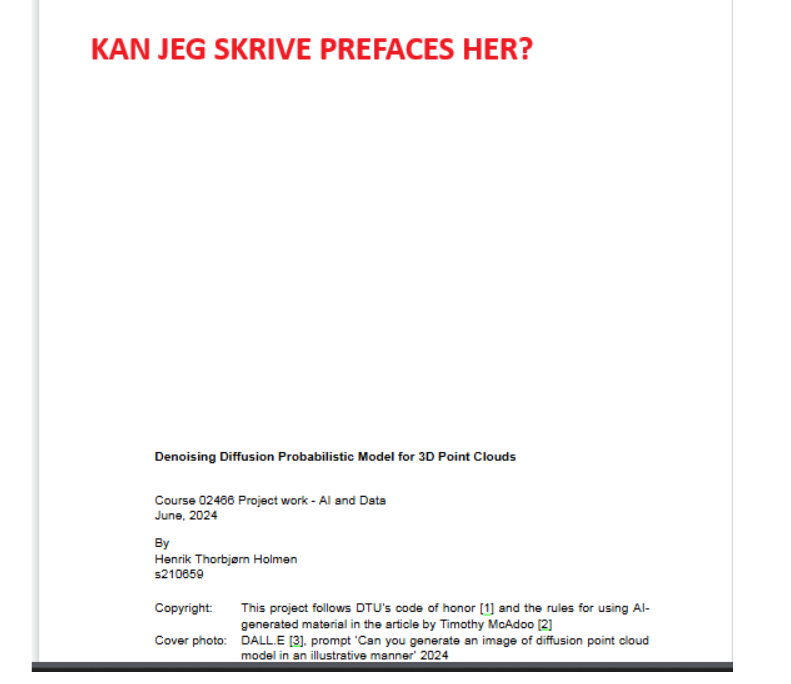 KAN JEG SKRIVE PREFACES HER?
Denoising Diffusion Probabilistic Model for 3D Point Clouds
Course 02466 Project work - AI and Data
June, 2024
By
Henrik Thorbjørn Holmen
s210659
Copyright: This project follows DTU's code of honor [1] and the rules for using AI-
generated material in the article by Timothy McAdoo [2]
Cover photo: DALL.E [3], prompt 'Can you generate an image of diffusion point cloud
model in an illustrative manner' 2024